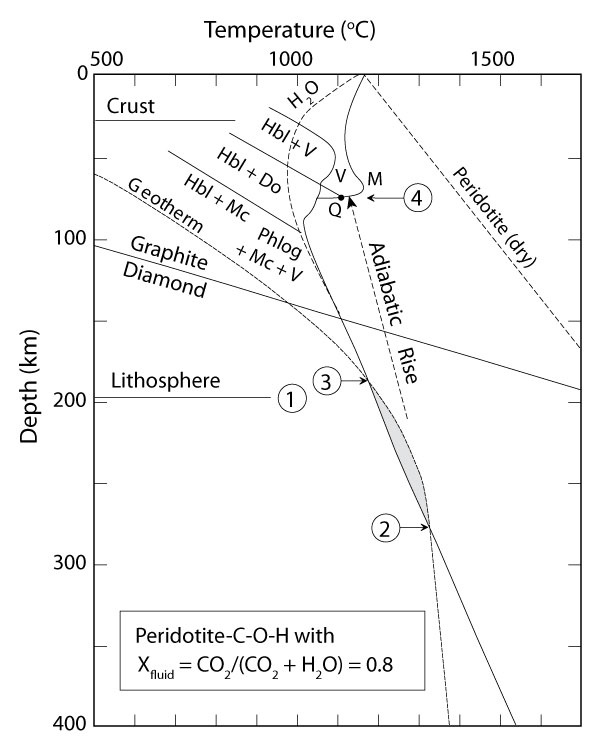 Temperature (°C)
500 1000 1500
0
Crust
H₂O
Hbl + V
Hbl + Do
Hbl + Mc
Phlog
+ Mc + V
V
M
Q
4
Peridotite (dry)
Geotherm
100
Graphite
Diamond
Adiabatic
Rise
Depth (km)
Lithosphere
3
200
1
2
300
Peridotite-C-O-H with
X fluid = CO₂/(CO₂ + H₂O) = 0.8
400